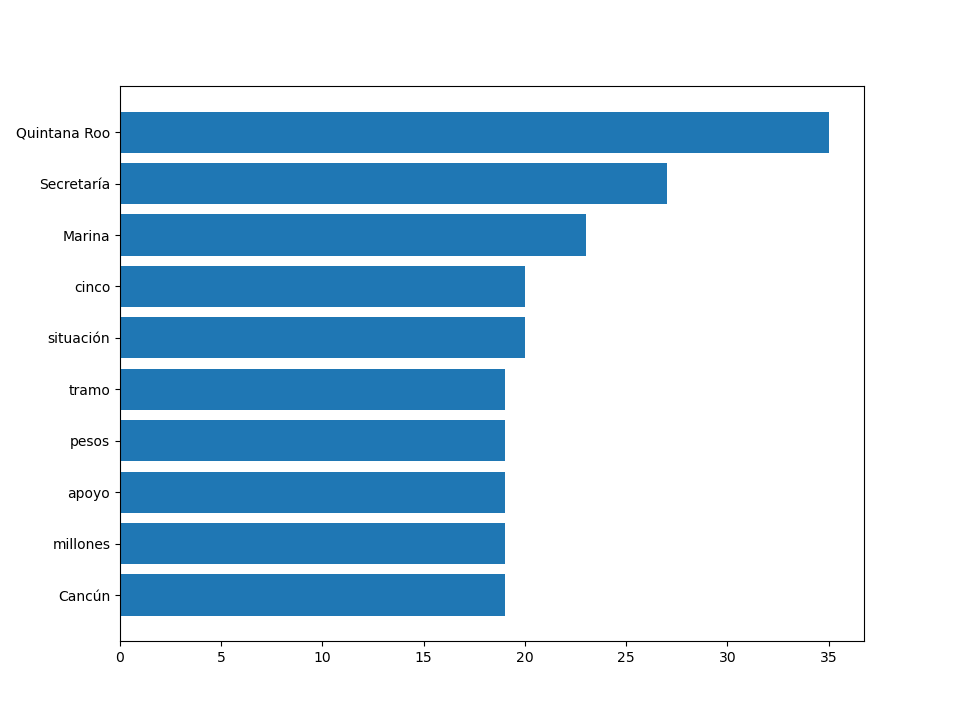 Quintana Roo
Secretaría
Marina
cinco
situación
tramo
pesos
apoyo
millones
Cancún
0 5 10 15 20 25 30 35